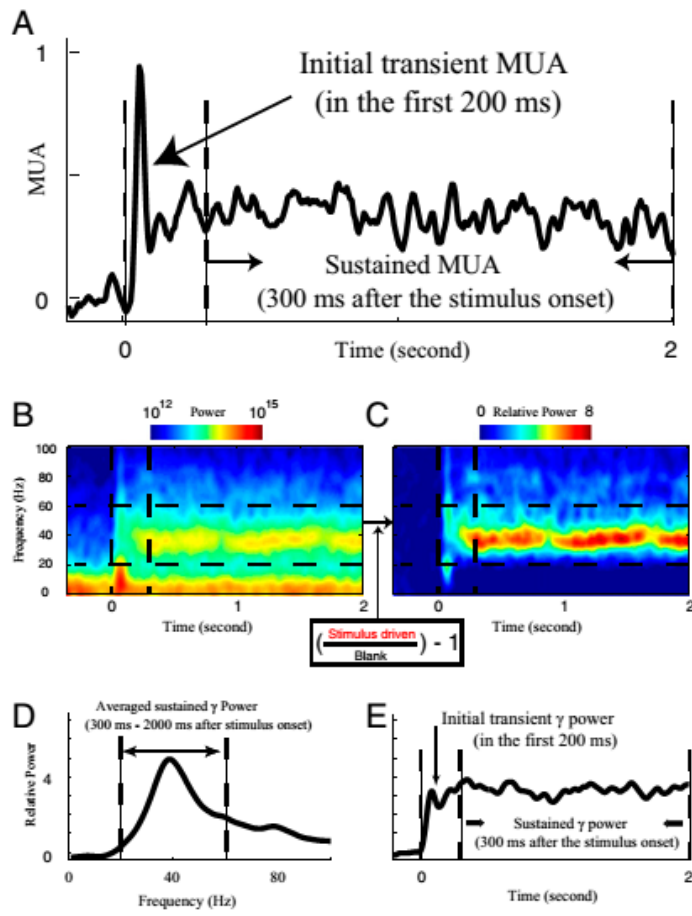 A
1
Initial transient MUA
(in the first 200 ms)
MUA
Sustained MUA
(300 ms after the stimulus onset)
0
0
Time (second)
2
B
10^12
Power
10^15
C
0
Relative Power
8
100
80
60
40
20
0
Frequency (Hz)
0
1
2
Time (second)
0
1
2
Time (second)
(Stimulus driven
Blank) - 1
D
Averaged sustained γ Power
(300 ms - 2000 ms after stimulus onset)
4
0
Relative Power
0
40
80
Frequency (Hz)
E
Initial transient γ power
(in the first 200 ms)
Sustained γ power
(300 ms after the stimulus onset)
0
2
Time (second)